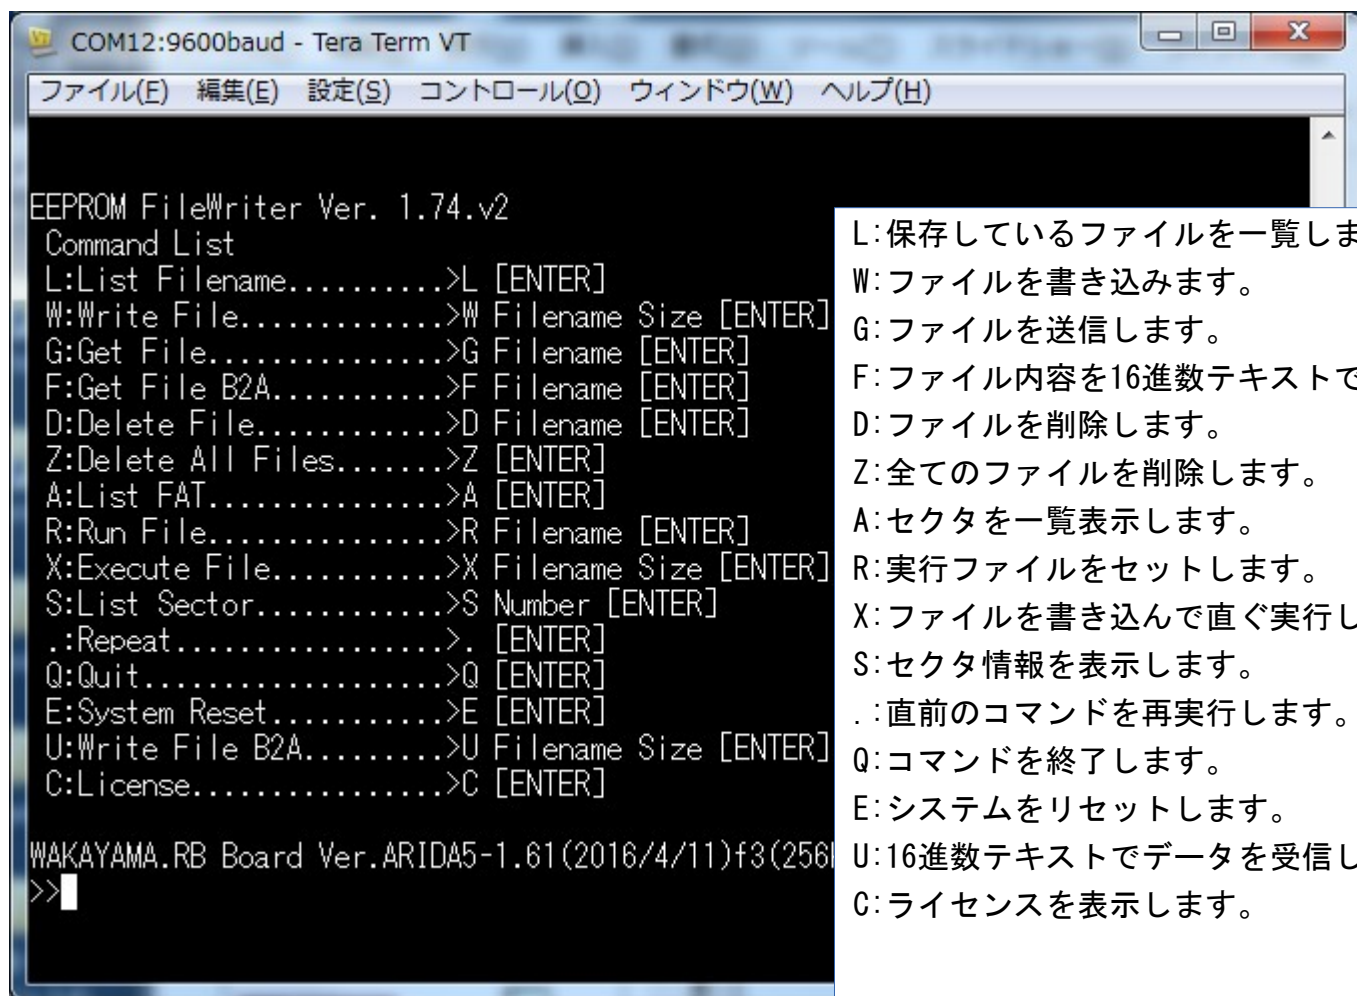 COM12:9600baud - Tera Term VT
ファイル(F) 編集(E) 設定(S) コントロール(O) ウィンドウ(W) ヘルプ(H)
EEPROM FileWriter Ver. 1.74.v2
Command List
L:List Filename..........>L [ENTER]
W:Write File.............>W Filename Size [ENTER]
G:Get File...............>G Filename [ENTER]
F:Get File B2A...........>F Filename [ENTER]
D:Delete File............>D Filename [ENTER]
Z:Delete All Files.......>Z [ENTER]
A:List FAT...............>A [ENTER]
R:Run File...............>R Filename [ENTER]
X:Execute File...........>X Filename Size [ENTER]
S:List Sector............>S Number [ENTER]
.:Repeat.................>. [ENTER]
Q:Quit...................>Q [ENTER]
E:System Reset...........>E [ENTER]
U:Write File B2A.........>U Filename Size [ENTER]
C:License................>C [ENTER]
WAKAYAMA.RB Board Ver.ARIDA5-1.61(2016/4/11)f3(256
>>
L:保存しているファイルを一覧しま
W:ファイルを書き込みます。
G:ファイルを送信します。
F:ファイル内容を16進数テキストで
D:ファイルを削除します。
Z:全てのファイルを削除します。
A:セクタを一覧表示します。
R:実行ファイルをセットします。
X:ファイルを書き込んで直ぐ実行し
S:セクタ情報を表示します。
.:直前のコマンドを再実行します。
Q:コマンドを終了します。
E:システムをリセットします。
U:16進数テキストでデータを受信し
C:ライセンスを表示します。